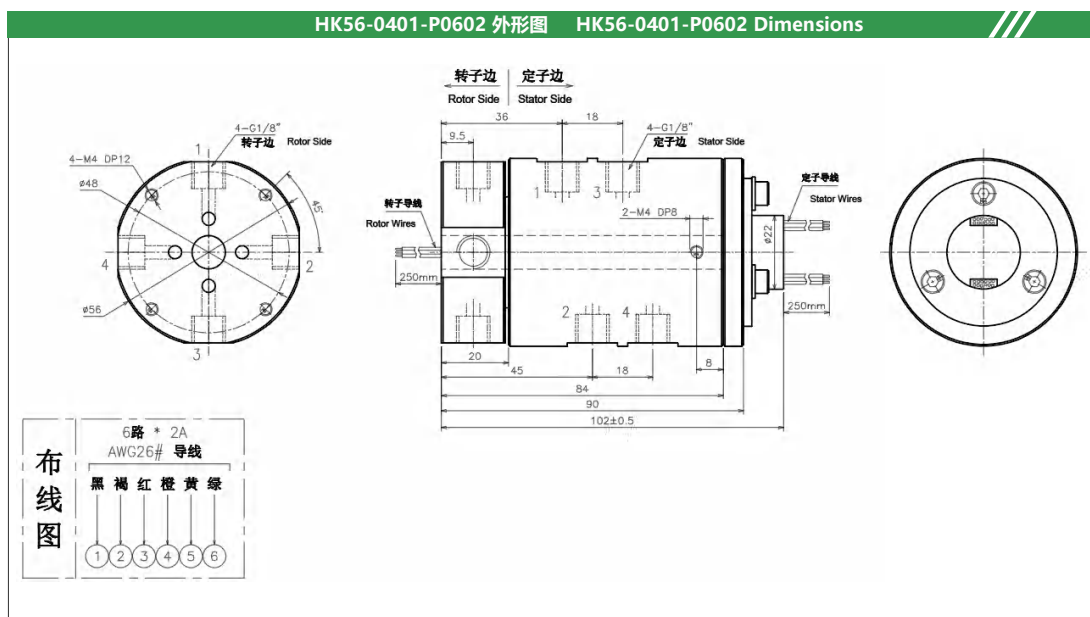 HK56-0401-P0602 外形图 HK56-0401-P0602 Dimensions
转子边 定子边
Rotor Side Stator Side
36
18
9.5
4-G1/8"
转子边 Rotor Side
1
4-M4 DP12
ø48
45°
4
2
ø56
3
4-G1/8"
定子边 Stator Side
1
3
转子导线
Rotor Wires
250mm
2-M4 DP8
ø22
定子导线
Stator Wires
250mm
2
4
20
8
45
18
84
90
102±0.5
布线图
6路 * 2A
AWG26# 导线
黑 褐 红 橙 黄 绿
1 2 3 4 5 6